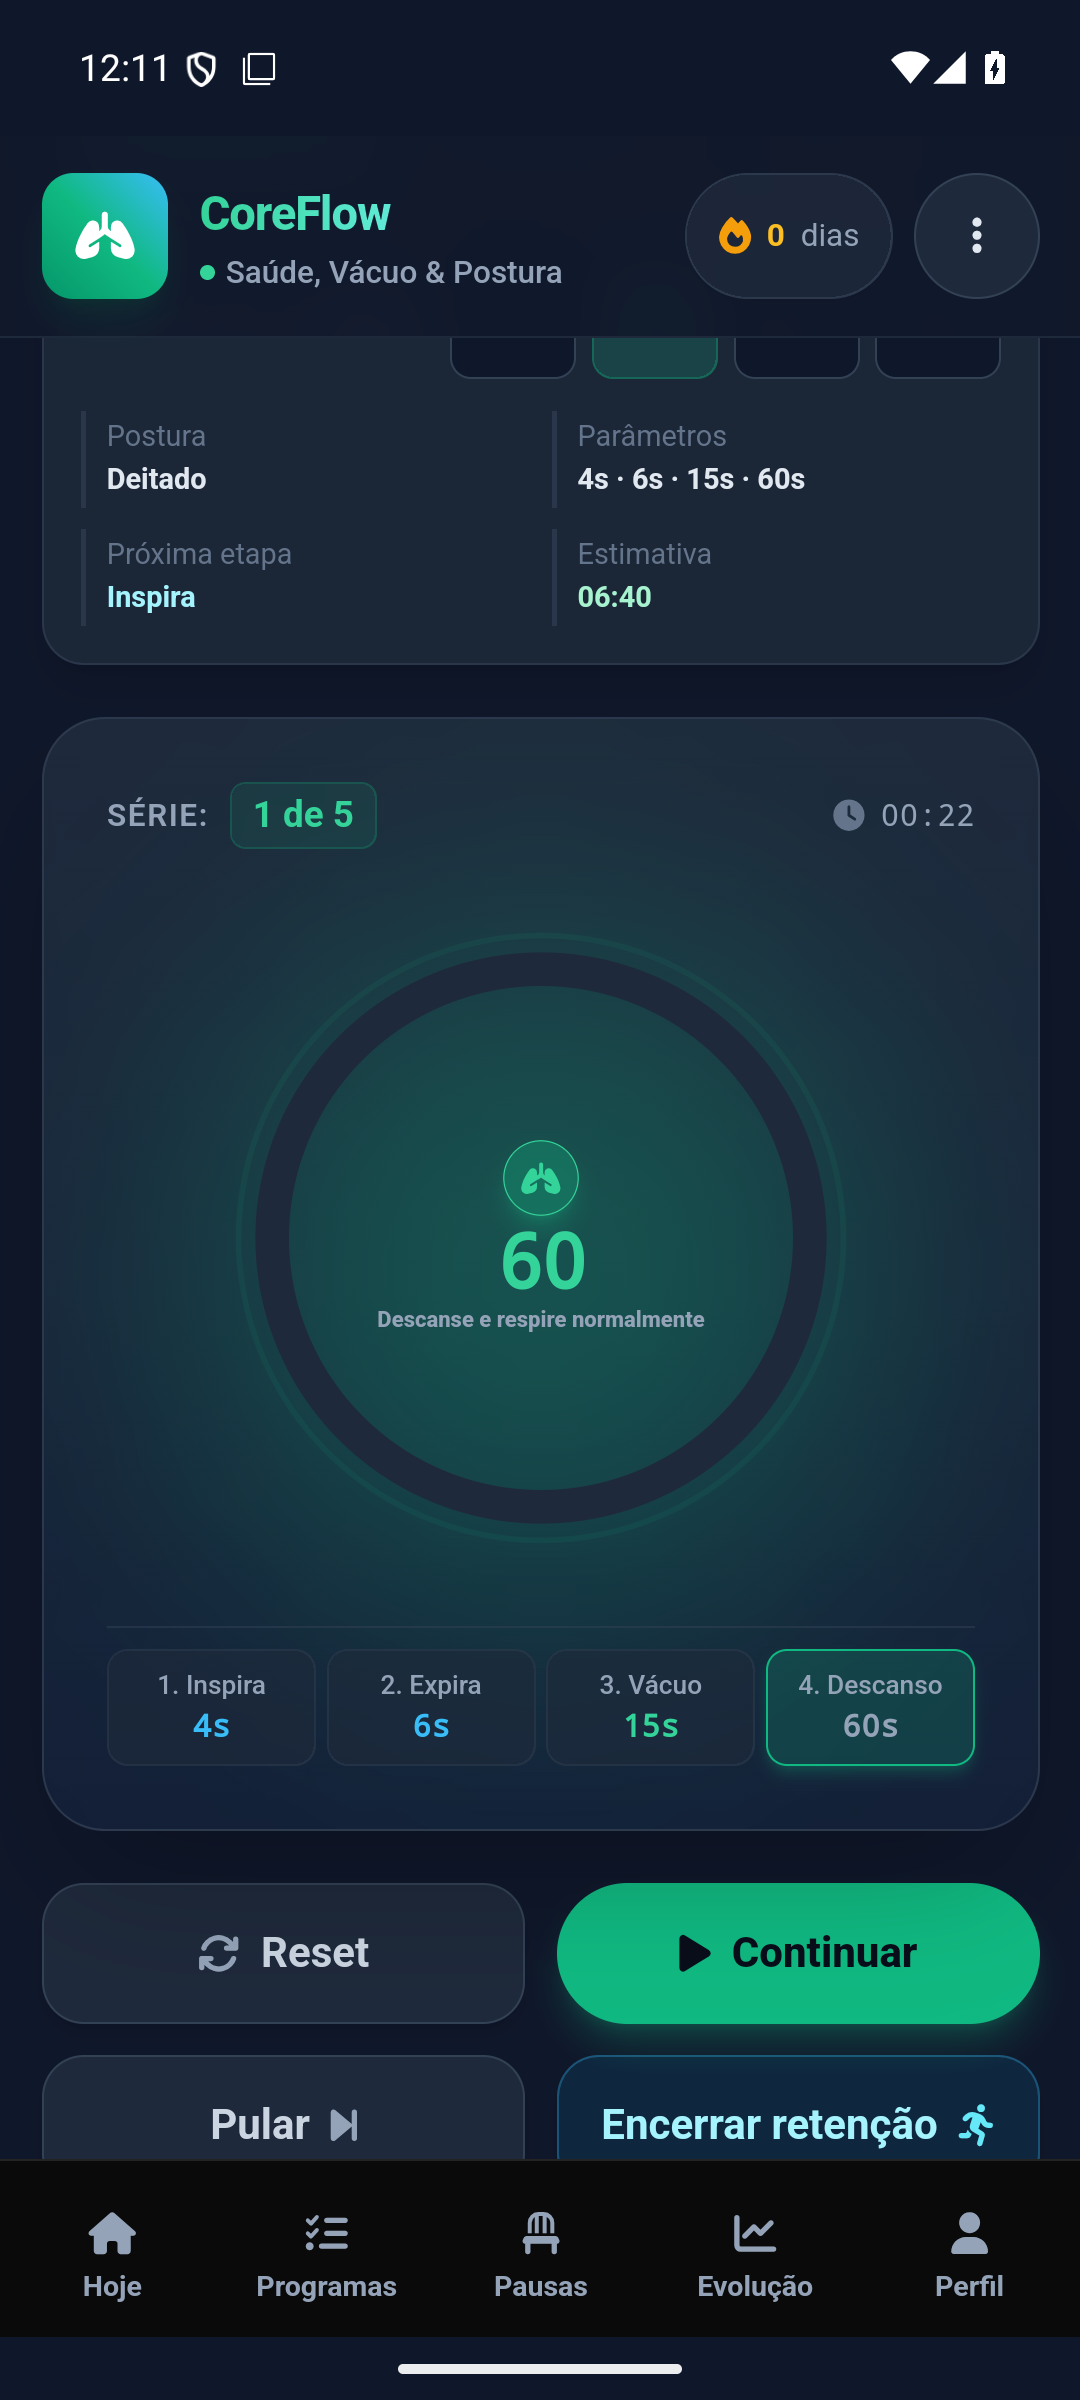 12:11
CoreFlow
Saúde, Vácuo & Postura
0 dias
Postura
Deitado
Parâmetros
4s · 6s · 15s · 60s
Próxima etapa
Inspira
Estimativa
06:40
SÉRIE: 1 de 5
00:22
60
Descanse e respire normalmente
1. Inspira
4s
2. Expira
6s
3. Vácuo
15s
4. Descanso
60s
Reset
Continuar
Pular
Encerrar retenção
Hoje
Programas
Pausas
Evolução
Perfil